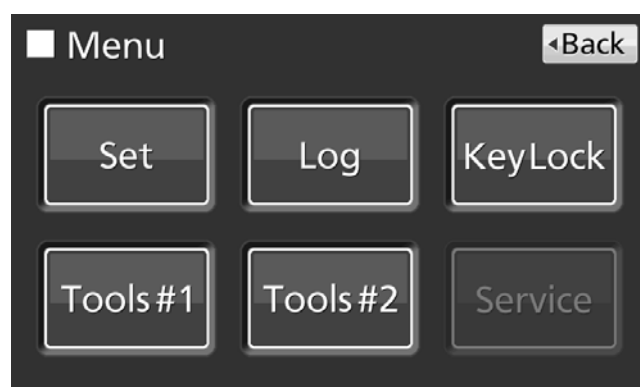 Menu
Back
Set
Log
KeyLock
Tools#1
Tools#2
Service